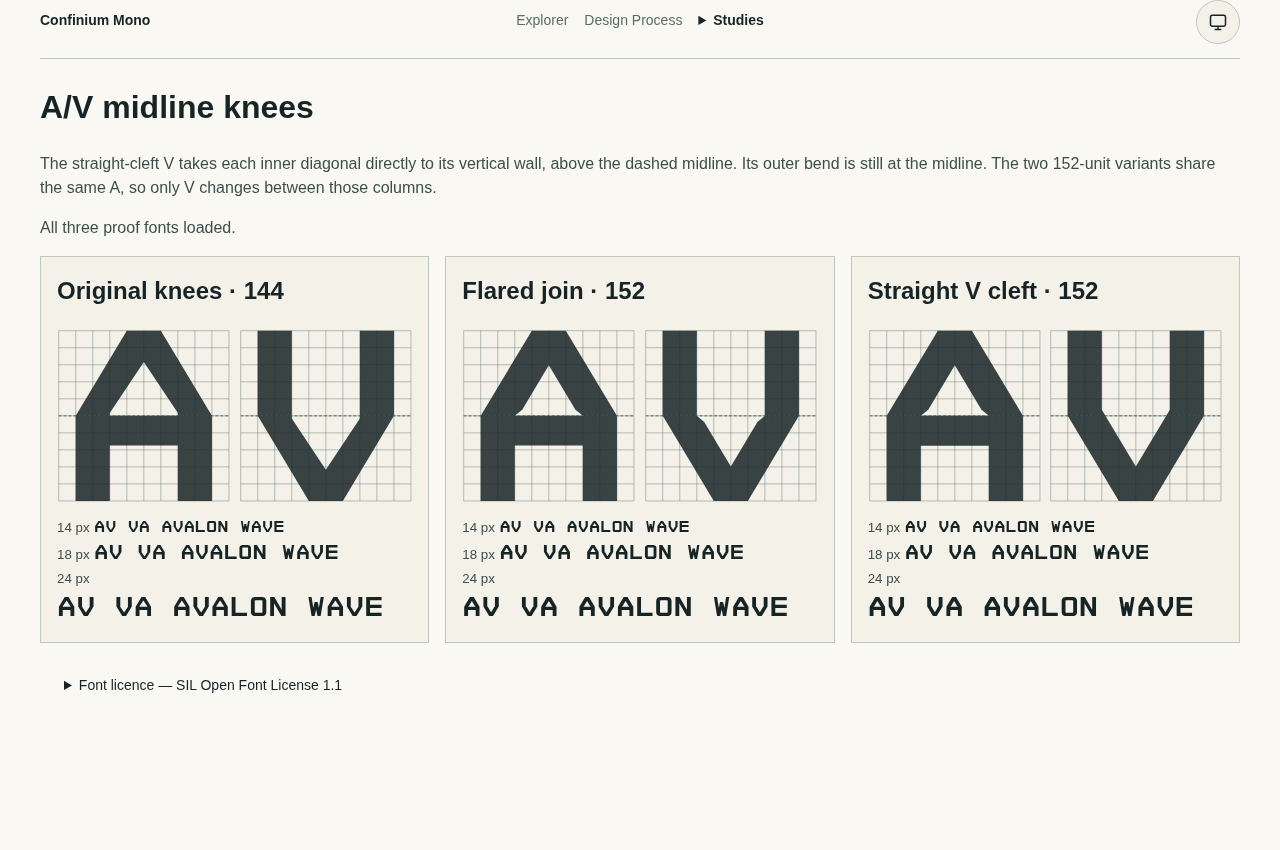 Confinium Mono
Explorer Design Process ▶ Studies
A/V midline knees
The straight-cleft V takes each inner diagonal directly to its vertical wall, above the dashed midline. Its outer bend is still at the midline. The two 152-unit variants share
the same A, so only V changes between those columns.
All three proof fonts loaded.
Original knees · 144
AV
14 px AV VA AVALON WAVE
18 px AV VA AVALON WAVE
24 px
AV VA AVALON WAVE
Flared join · 152
AV
14 px AV VA AVALON WAVE
18 px AV VA AVALON WAVE
24 px
AV VA AVALON WAVE
Straight V cleft · 152
AV
14 px AV VA AVALON WAVE
18 px AV VA AVALON WAVE
24 px
AV VA AVALON WAVE
▶ Font licence — SIL Open Font License 1.1